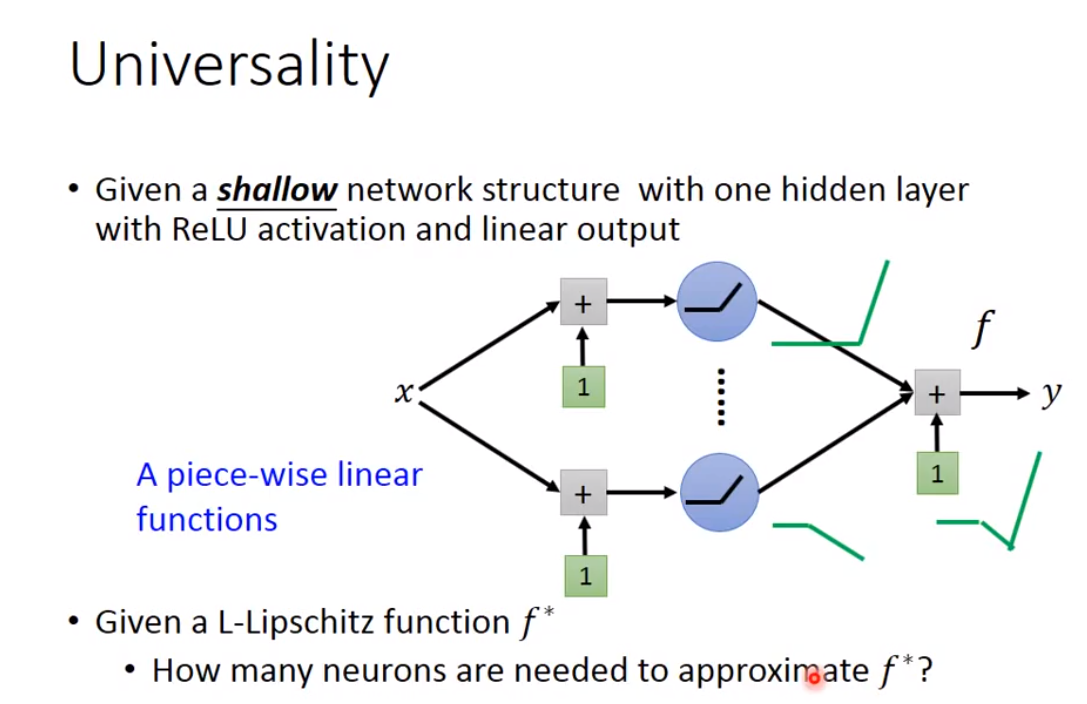 Universality
• Given a shallow network structure with one hidden layer
with ReLU activation and linear output
+
1
f
x
+
y
1
A piece-wise linear
functions
+
1
• Given a L-Lipschitz function f*
• How many neurons are needed to approximate f*?